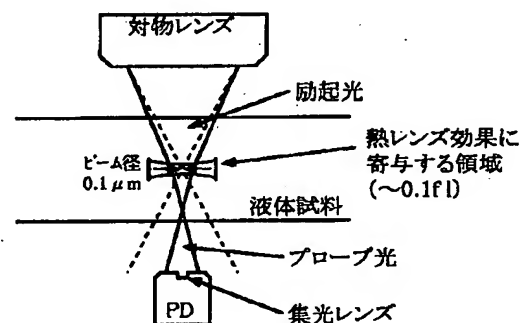 対物レンズ
励起光
ビーム径
0.1μm
熱レンズ効果に
寄与する領域
(～0.1fl)
液体試料
プローブ光
PD
集光レンズ